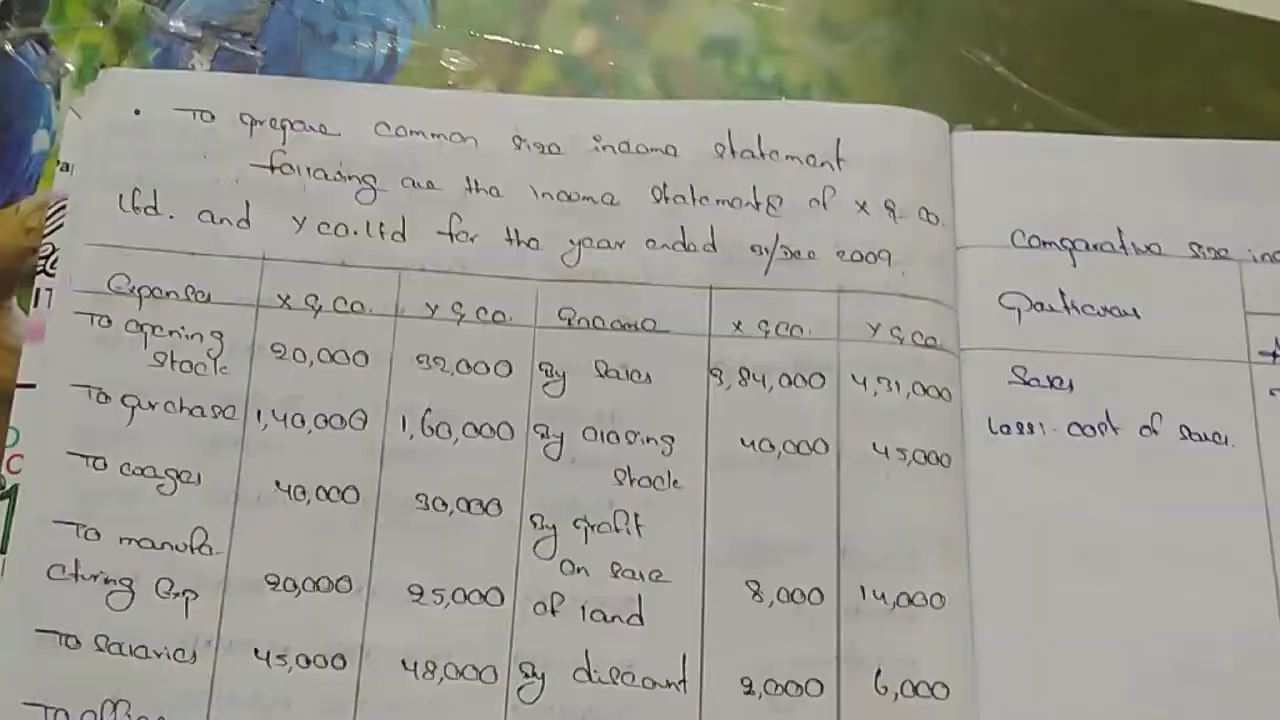 • To prepare common size income statement
following are the income statements of X & Co.
Ltd. and Y co.ltd for the year ended 31/Dec 2009.
Expenses X & Co. Y & Co. Income X & Co. Y & Co.
To opening
stock 20,000 32,000 By Sales 3,84,000 4,31,000
To purchase 1,40,000 1,60,000 By closing
stock 40,000 45,000
To wages 40,000 30,000 By profit
on sale
of land 8,000 14,000
To manufa-
cturing Exp 20,000 25,000
To Salaries 45,000 48,000 By discount 2,000 6,000
To
Comparative size inc
Particulars
Sales
Less:- cost of sales.
17